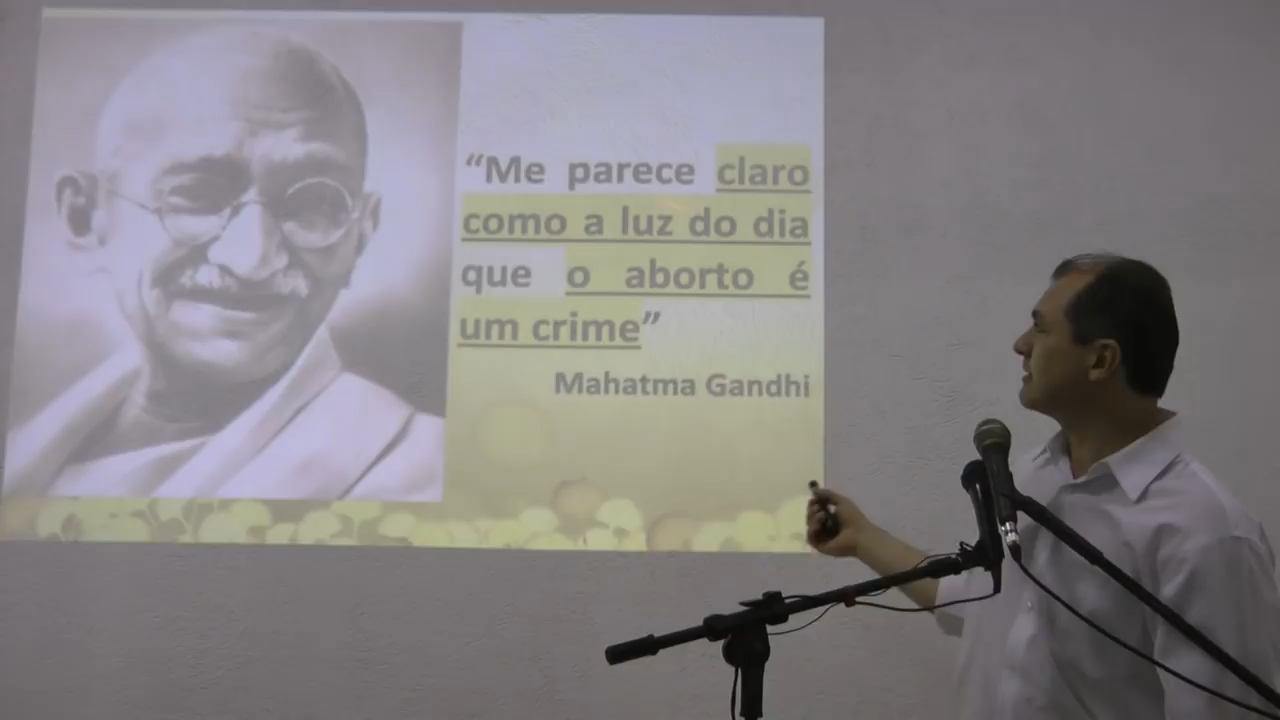 “Me parece claro
como a luz do dia
que o aborto é
um crime”
Mahatma Gandhi